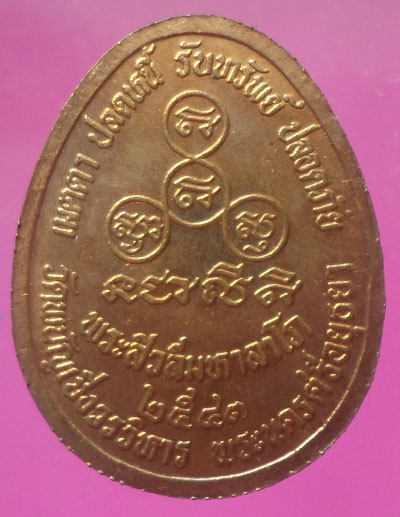 เมตตา ปลดหนี้ รับทรัพย์ ปลอดภัย
พระสิวลีมหาลาโภ
๒๕๔๓
วัดพนัญเชิงวรวิหาร พระนครศรีอยุธยา